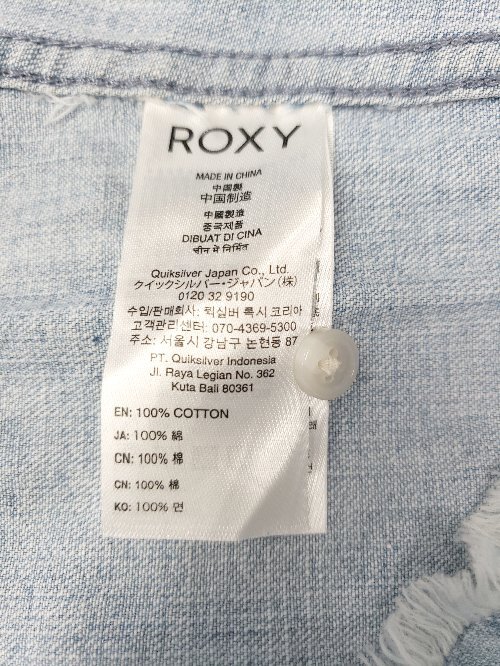 ROXY
MADE IN CHINA
中国製
中国制造
中國製造
중국제품
DIBUAT DI CINA
चीन में निर्मित
Quiksilver Japan Co., Ltd.
クイックシルバー・ジャパン(株)
0120 32 9190
수입/판매회사: 퀵실버 록시 코리아
고객관리센터: 070-4369-5300
주소: 서울시 강남구 논현동 87
PT. Quiksilver Indonesia
Jl. Raya Legian No. 362
Kuta Bali 80361
EN: 100% COTTON
JA: 100% 綿
CN: 100% 棉
CN: 100% 棉
KO: 100% 면